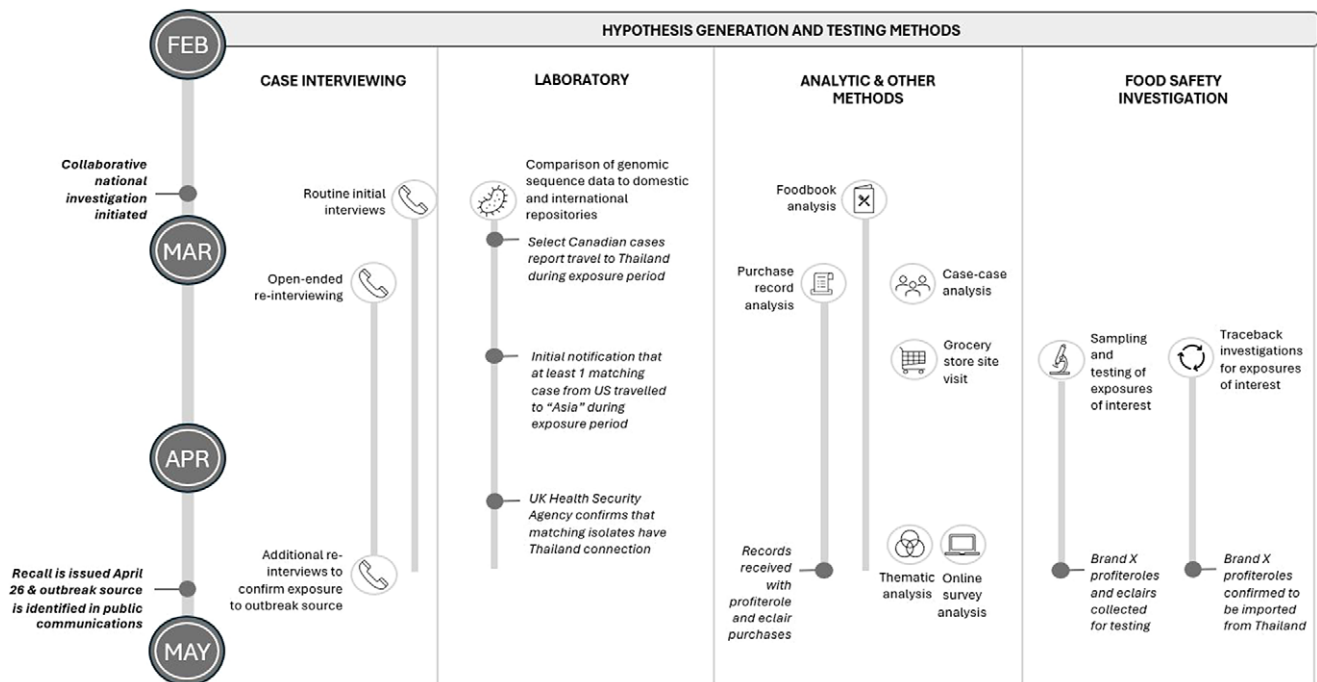 FEB
HYPOTHESIS GENERATION AND TESTING METHODS
CASE INTERVIEWING
LABORATORY
ANALYTIC & OTHER
METHODS
FOOD SAFETY
INVESTIGATION
Collaborative
national
investigation
initiated
MAR
APR
Recall is issued April
26 & outbreak source
is identified in public
communications
MAY
Routine initial
interviews
Open-ended
re-interviewing
Additional re-
interviews to
confirm exposure
to outbreak source
Comparison of genomic
sequence data to domestic
and international
repositories
Select Canadian cases
report travel to Thailand
during exposure period
Initial notification that
at least 1 matching
case from US travelled
to “Asia” during
exposure period
UK Health Security
Agency confirms that
matching isolates have
Thailand connection
Foodbook
analysis
Purchase
record
analysis
Case-case
analysis
Grocery
store site
visit
Records
received
with
profiterole
and eclair
purchases
Thematic
analysis
Online
survey
analysis
Sampling
and
testing of
exposures
of interest
Traceback
investigations
for exposures
of interest
Brand X
profiteroles
and eclairs
collected
for testing
Brand X
profiteroles
confirmed to
be imported
from Thailand